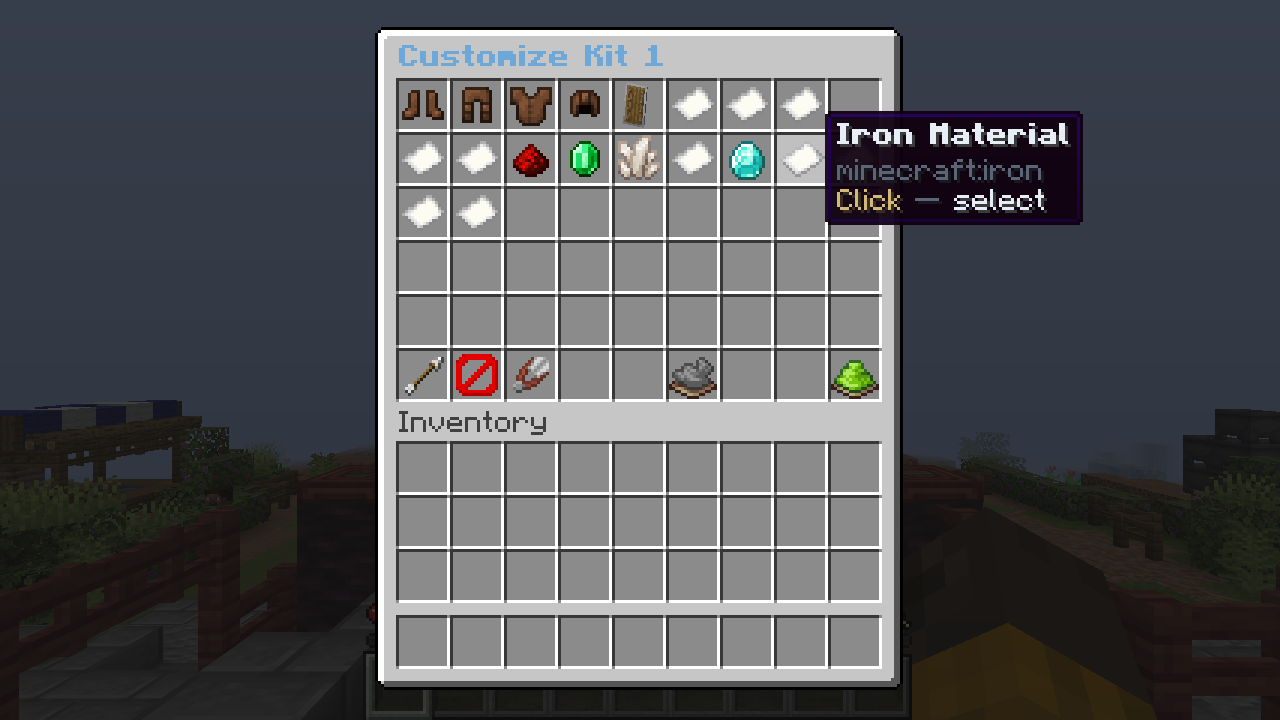 Customize Kit 1
Iron Material
minecraft:iron
Click — select
Inventory